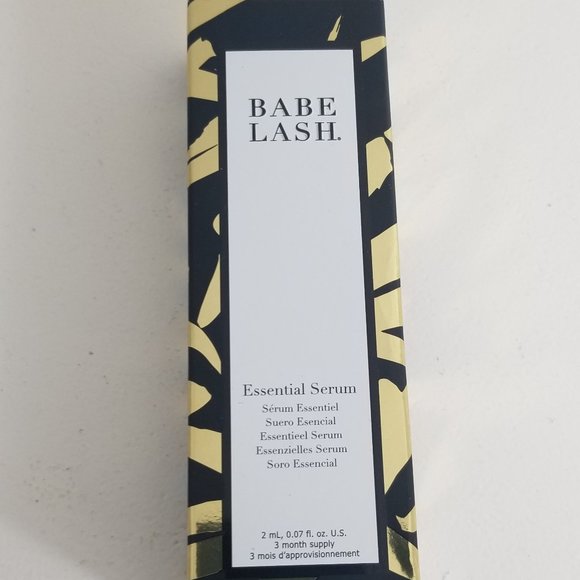 BABE
LASH.
Essential Serum
Sérum Essentiel
Suero Esencial
Essentieel Serum
Essenzielles Serum
Soro Essencial
2 mL, 0.07 fl. oz. U.S.
3 month supply
3 mois d'approvisionnement